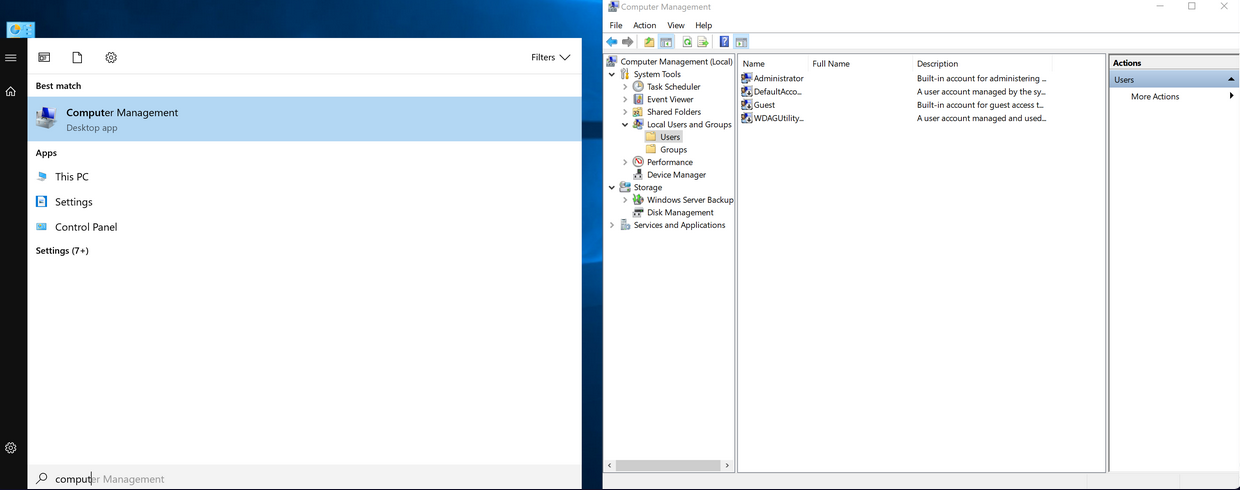 Filters
Best match
Computer Management
Desktop app
Apps
This PC
Settings
Control Panel
Settings (7+)
computer Management
Computer Management
File Action View Help
Computer Management (Local)
System Tools
Task Scheduler
Event Viewer
Shared Folders
Local Users and Groups
Users
Groups
Performance
Device Manager
Storage
Windows Server Backup
Disk Management
Services and Applications
Name Full Name Description
Administrator Built-in account for administering ...
DefaultAcco... A user account managed by the sy...
Guest Built-in account for guest access t...
WDAGUtility... A user account managed and used...
Actions
Users
More Actions